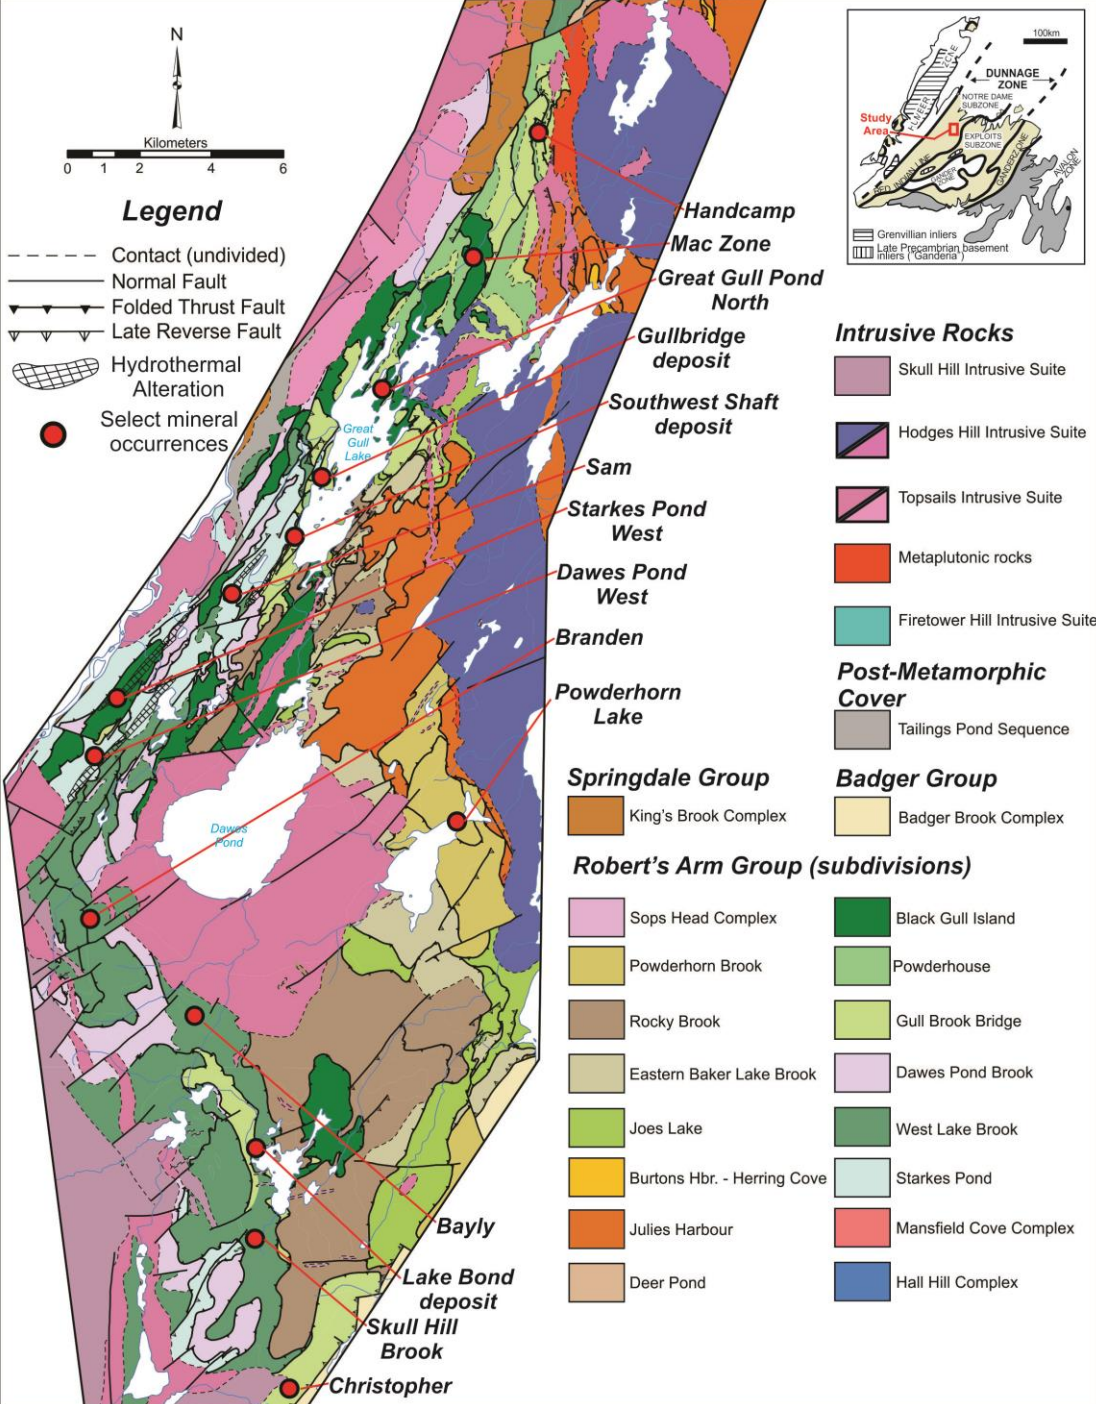 N
Kilometers
0 1 2 4 6
Legend
Contact (undivided)
Normal Fault
Folded Thrust Fault
Late Reverse Fault
Hydrothermal
Alteration
Select mineral
occurrences
100km
DUNNAGE
ZONE
NOTRE DAME
SUBZONE
Study
Area
EXPLOITS
SUBZONE
RED INDIAN LINE
GANDER
ZONE
GANDERZONE
AVALON
ZONE
Grenvillian inliers
Late Precambrian basement
inliers ("Ganderia")
Handcamp
Mac Zone
Great Gull Pond
North
Gullbridge
deposit
Southwest Shaft
deposit
Sam
Starkes Pond
West
Dawes Pond
West
Branden
Powderhorn
Lake
Great
Gull
Lake
Dawes
Pond
Bayly
Lake Bond
deposit
Skull Hill
Brook
Christopher
Intrusive Rocks
Skull Hill Intrusive Suite
Hodges Hill Intrusive Suite
Topsails Intrusive Suite
Metaplutonic rocks
Firetower Hill Intrusive Suite
Post-Metamorphic
Cover
Tailings Pond Sequence
Springdale Group
King's Brook Complex
Badger Group
Badger Brook Complex
Robert's Arm Group (subdivisions)
Sops Head Complex
Powderhorn Brook
Rocky Brook
Eastern Baker Lake Brook
Joes Lake
Burtons Hbr. - Herring Cove
Julies Harbour
Deer Pond
Black Gull Island
Powderhouse
Gull Brook Bridge
Dawes Pond Brook
West Lake Brook
Starkes Pond
Mansfield Cove Complex
Hall Hill Complex